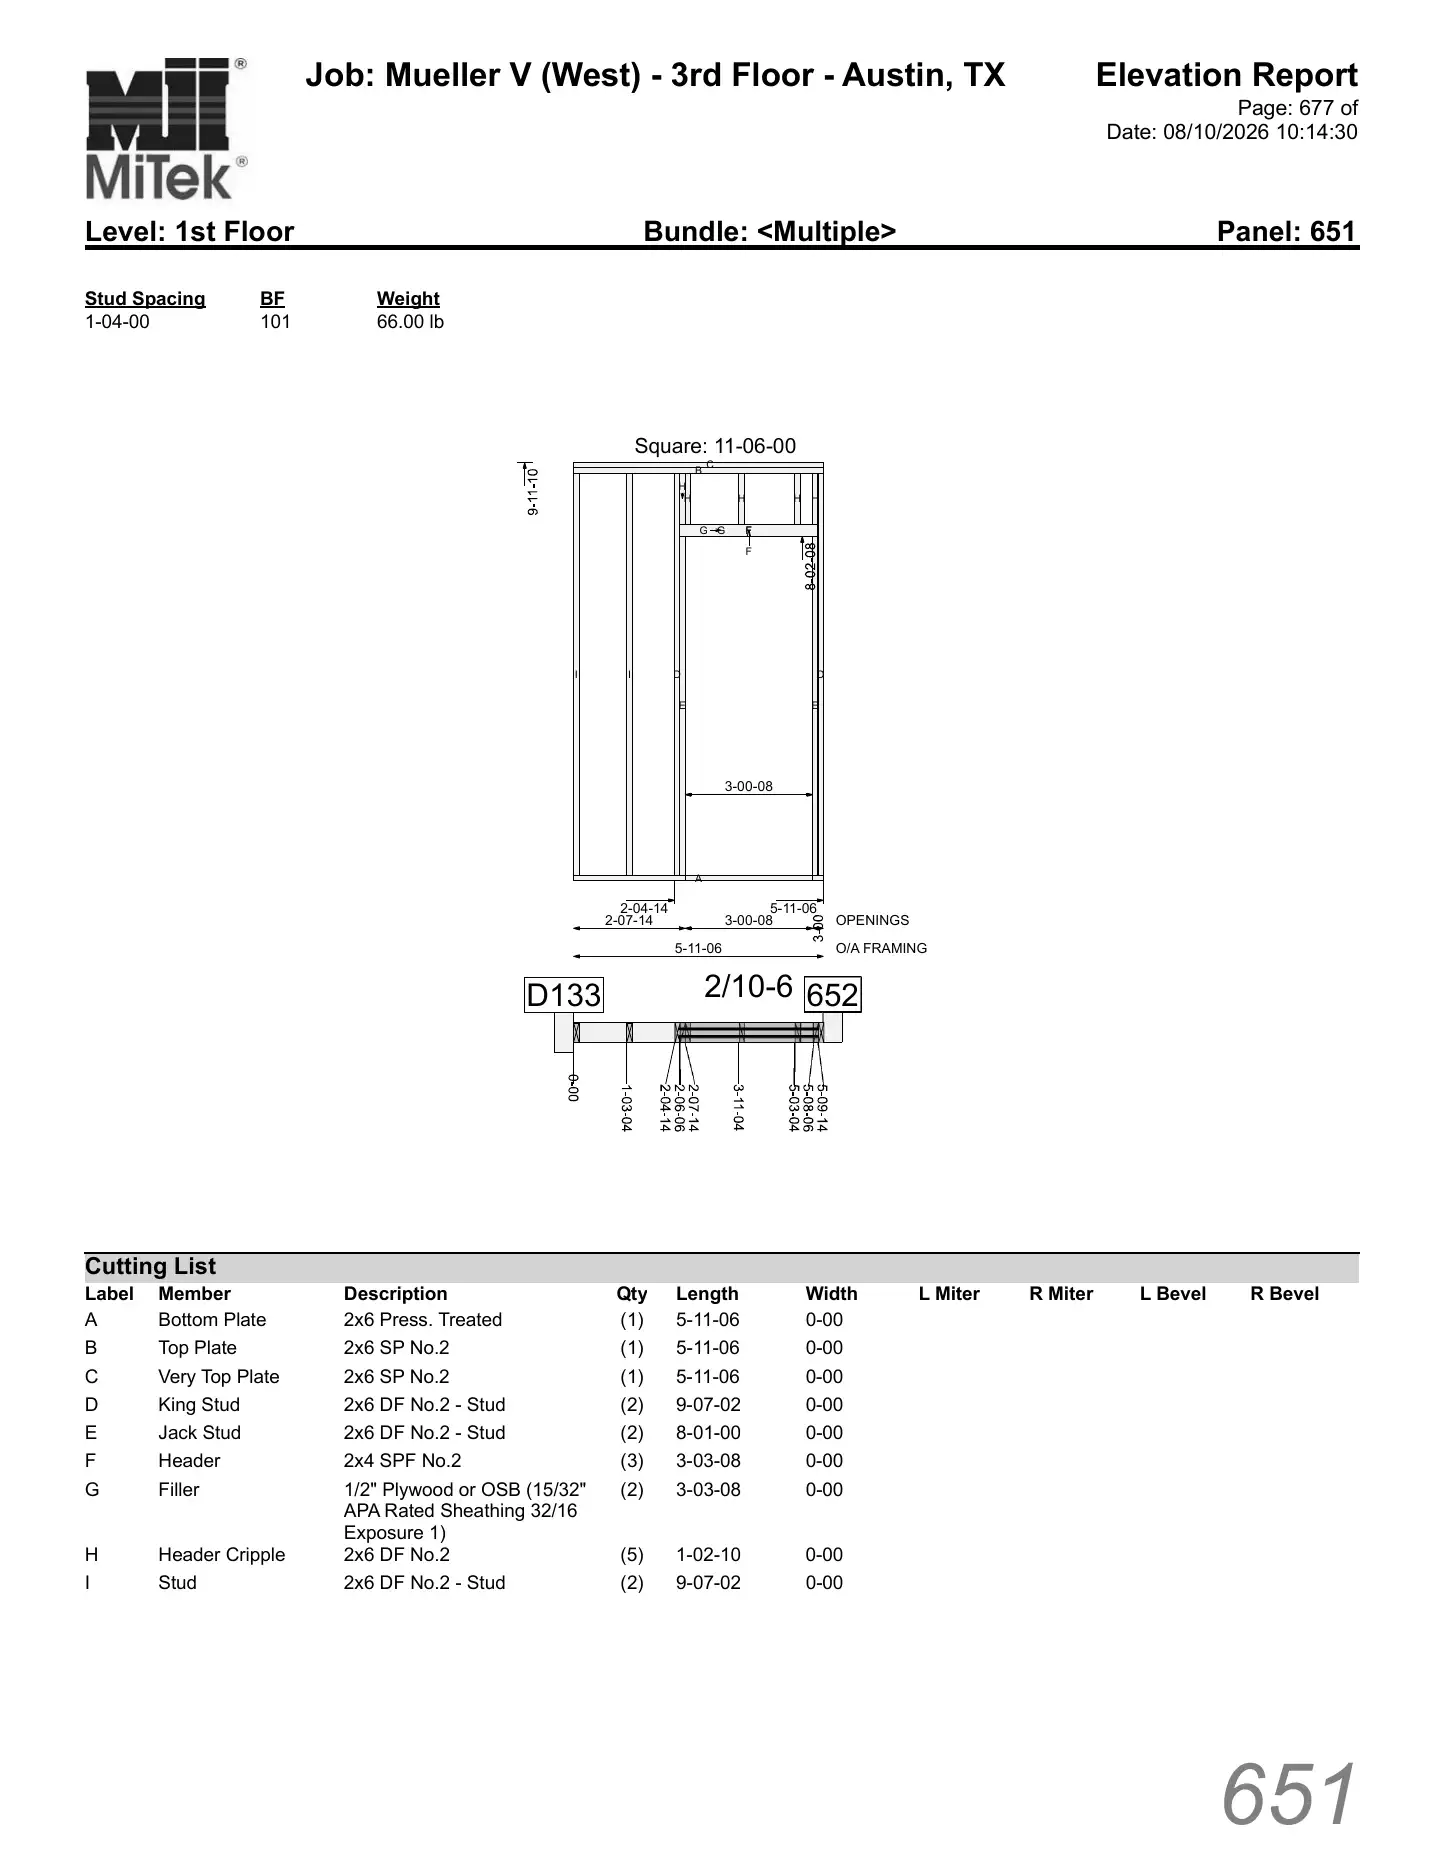 Job: Mueller V (West) - 3rd Floor - Austin, TX
Elevation Report
Page: 677 of
Date: 08/10/2026 10:14:30
®
MiTek®
Level: 1st Floor Bundle: <Multiple> Panel: 651
Stud Spacing BF Weight
1-04-00 101 66.00 lb
Square: 11-06-00
9-11-10
C
B
H
H H H H
G S F
F
8-02-08
I I D D
E E
3-00-08
A
2-04-14 5-11-06
2-07-14 3-00-08 3-00 OPENINGS
5-11-06 O/A FRAMING
D133 2/10-6 652
0-00 1-03-04 2-04-14 2-06-06 2-07-14 3-11-04 5-03-04 5-08-06 5-09-14
Cutting List
Label Member Description Qty Length Width L Miter R Miter L Bevel R Bevel
A Bottom Plate 2x6 Press. Treated (1) 5-11-06 0-00
B Top Plate 2x6 SP No.2 (1) 5-11-06 0-00
C Very Top Plate 2x6 SP No.2 (1) 5-11-06 0-00
D King Stud 2x6 DF No.2 - Stud (2) 9-07-02 0-00
E Jack Stud 2x6 DF No.2 - Stud (2) 8-01-00 0-00
F Header 2x4 SPF No.2 (3) 3-03-08 0-00
G Filler 1/2" Plywood or OSB (15/32" (2) 3-03-08 0-00
APA Rated Sheathing 32/16
Exposure 1)
H Header Cripple 2x6 DF No.2 (5) 1-02-10 0-00
I Stud 2x6 DF No.2 - Stud (2) 9-07-02 0-00
651